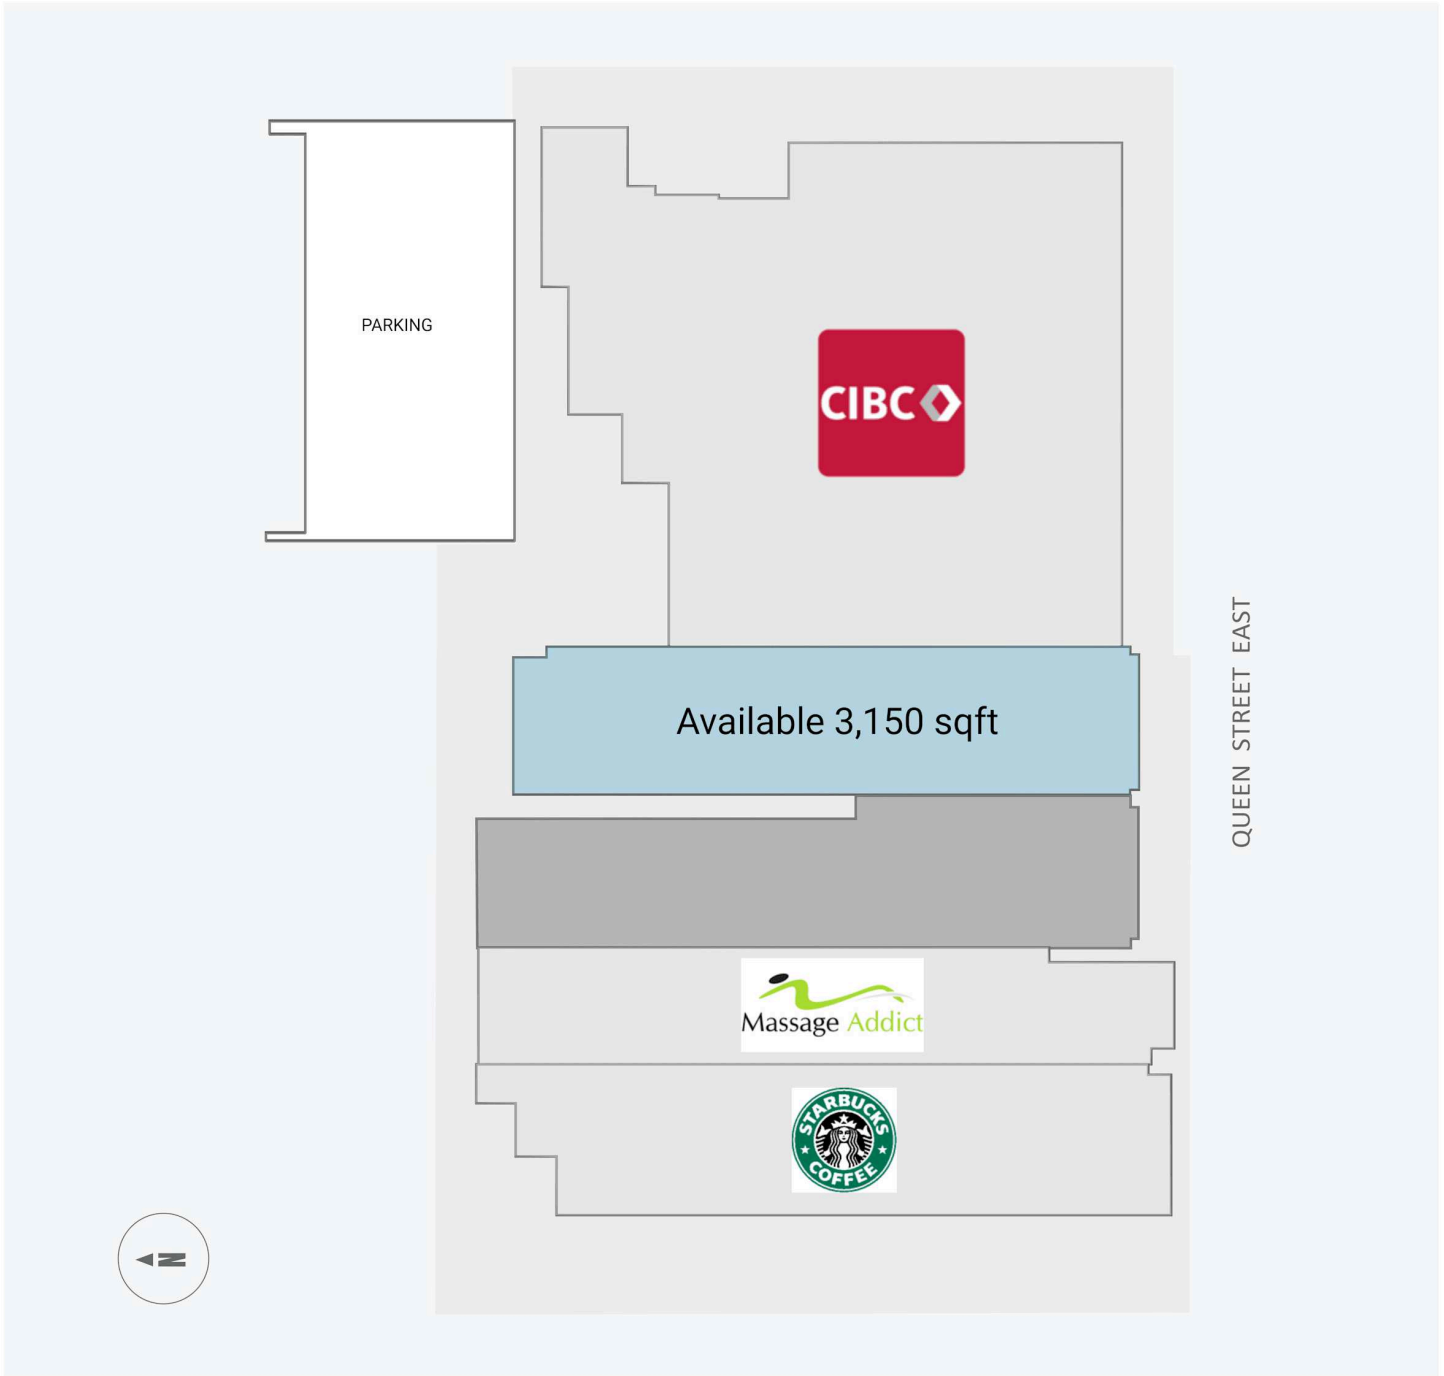 PARKING
CIBC
Available 3,150 sqft
QUEEN STREET EAST
Massage Addict
STARBUCKS
COFFEE
N